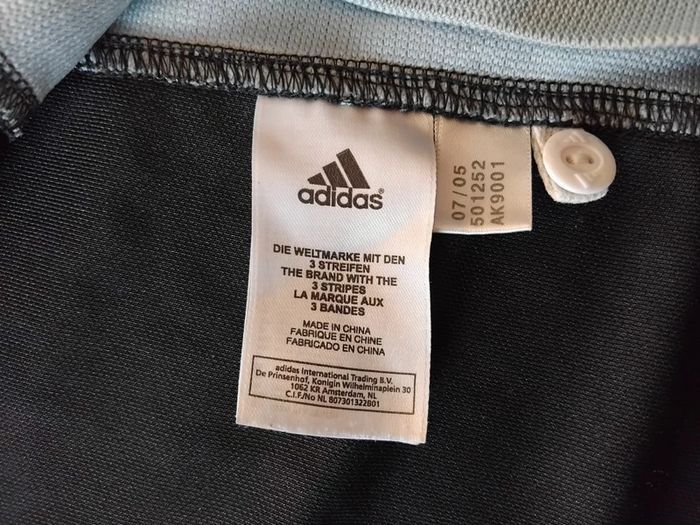 adidas®
DIE WELTMARKE MIT DEN
3 STREIFEN
THE BRAND WITH THE
3 STRIPES
LA MARQUE AUX
3 BANDES
MADE IN CHINA
FABRIQUE EN CHINE
FABRICADO EN CHINA
adidas International Trading B.V.
De Prinsenhof, Konigin Wilhelminaplein 30
1062 KR Amsterdam, NL
C.I.F./No NL 807301322B01
07/05
501252
AK9001